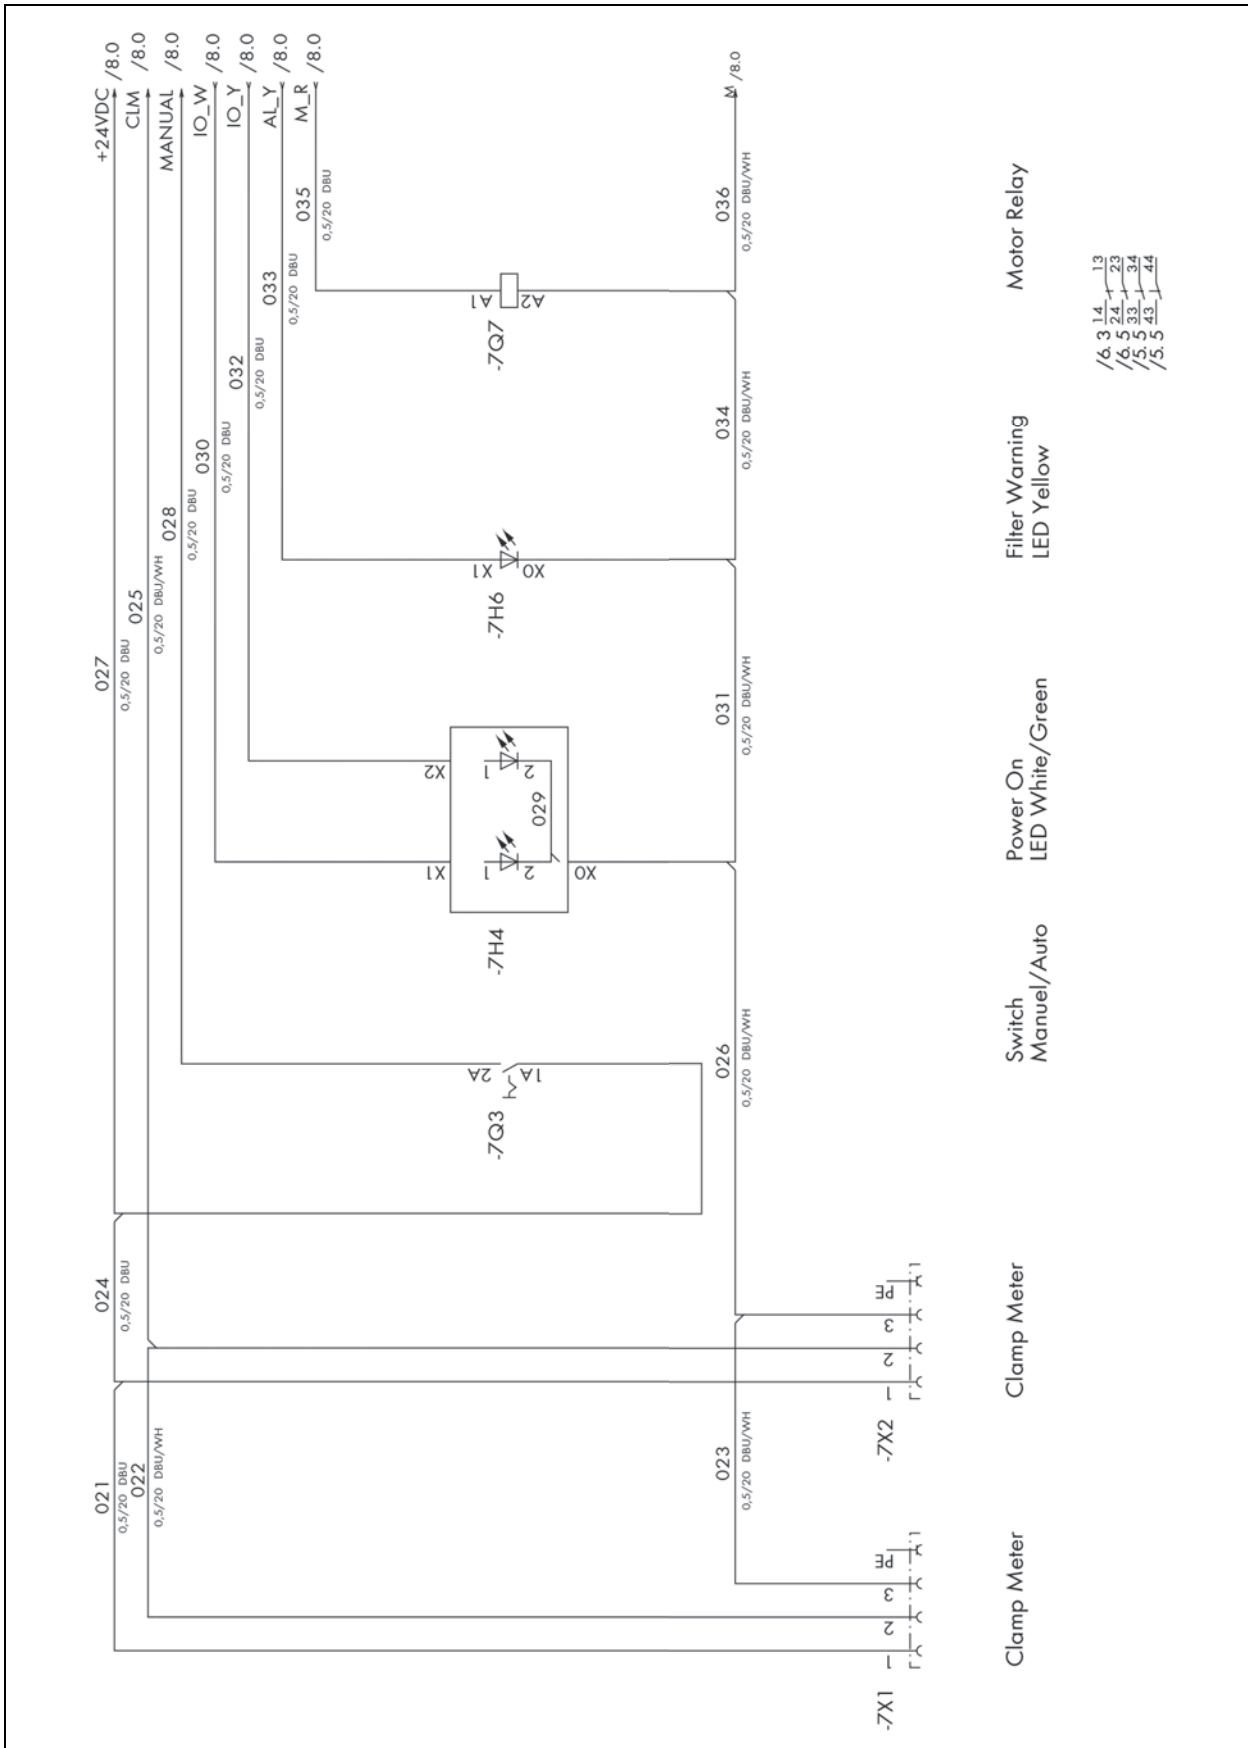 +24VDC /8.0
CLM /8.0
MANUAL /8.0
IO_W /8.0
IO_Y /8.0
AL_Y /8.0
M_R /8.0
021
0,5/20 DBU
022
0,5/20 DBU/WH
024
0,5/20 DBU
027
0,5/20 DBU
025
0,5/20 DBU/WH
028
0,5/20 DBU
030
0,5/20 DBU
032
0,5/20 DBU
033
0,5/20 DBU
035
0,5/20 DBU
-7Q3
2A
1A
-7H4
X1
X2
1
2
1
2
029
X0
-7H6
X1
X0
-7Q7
A1
A2
023
0,5/20 DBU/WH
026
0,5/20 DBU/WH
031
0,5/20 DBU/WH
034
0,5/20 DBU/WH
036
0,5/20 DBU/WH
M /8.0
-7X1
1
2
3
PE
-7X2
1
2
3
PE
Clamp Meter
Clamp Meter
Switch
Manuel/Auto
Power On
LED White/Green
Filter Warning
LED Yellow
Motor Relay
/6.3 14 13
/6.5 24 23
/5.5 33 34
/5.5 43 44